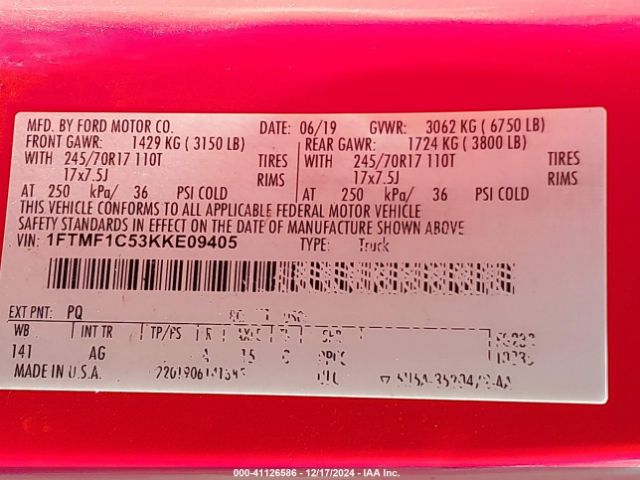 MFD. BY FORD MOTOR CO. DATE: 06/19 GVWR: 3062 KG ( 6750 LB)
FRONT GAWR: 1429 KG ( 3150 LB) REAR GAWR: 1724 KG ( 3800 LB)
WITH 245/70R17 110T TIRES WITH 245/70R17 110T TIRES
17x7.5J RIMS 17x7.5J RIMS
AT 250 kPa/ 36 PSI COLD AT 250 kPa/ 36 PSI COLD
THIS VEHICLE CONFORMS TO ALL APPLICABLE FEDERAL MOTOR VEHICLE
SAFETY STANDARDS IN EFFECT ON THE DATE OF MANUFACTURE SHOWN ABOVE
VIN: 1FTMF1C53KKE09405 TYPE: Truck
EXT PNT: PQ
WB INT TR TP/PS R AXLE
141 AG 15
MADE IN U.S.A.
000-41126586 - 12/17/2024 - IAA Inc.